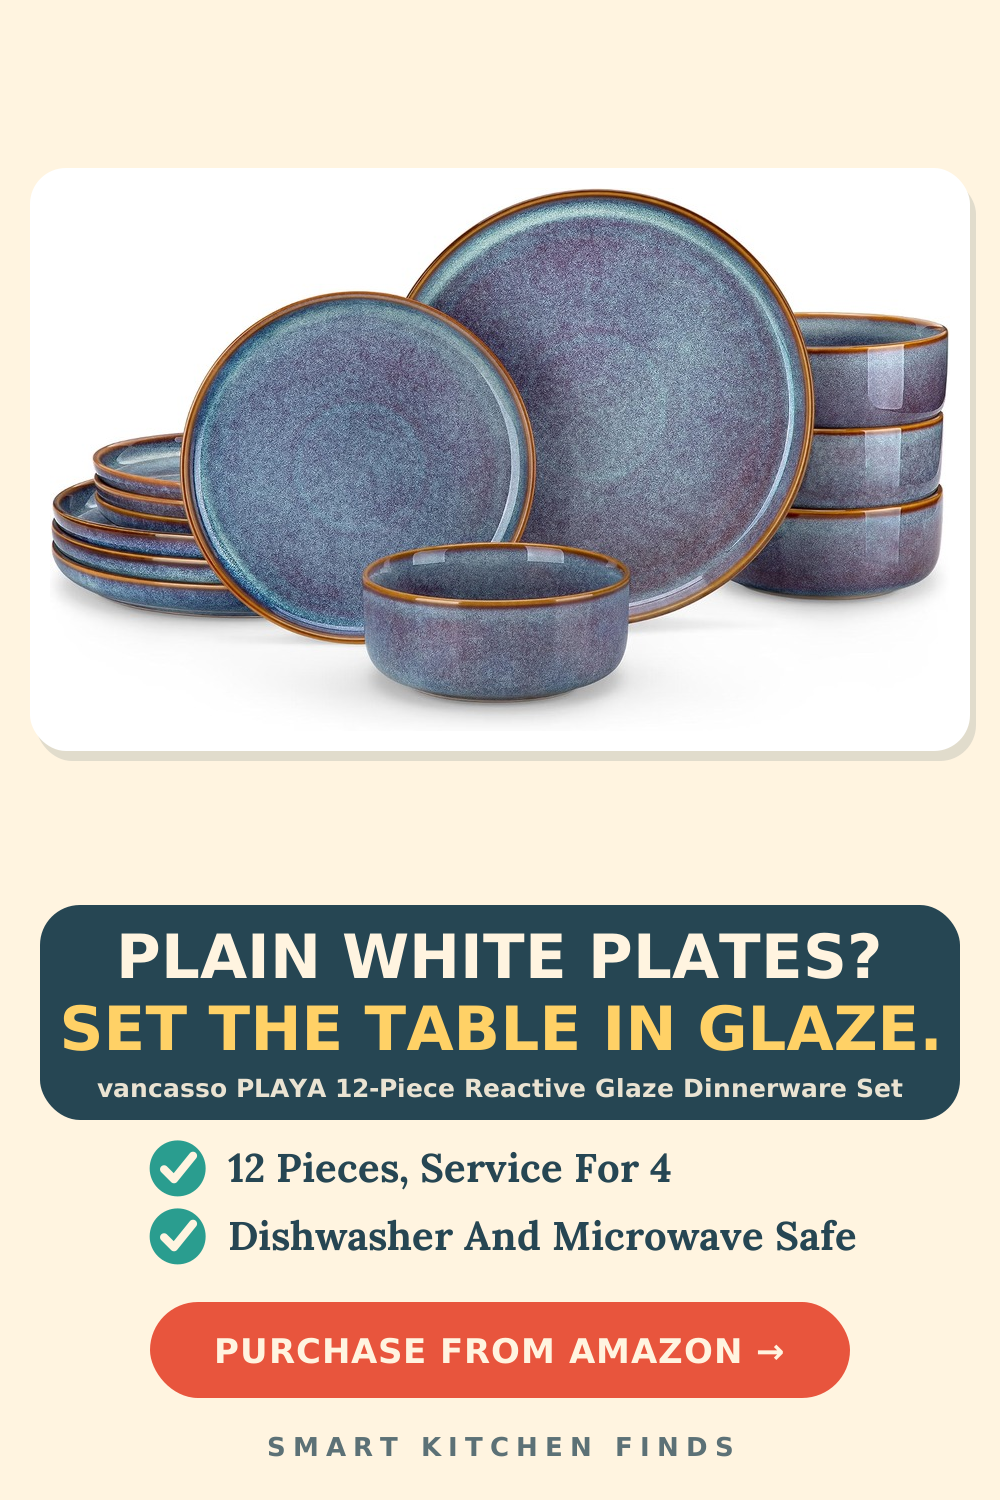 PLAIN WHITE PLATES?
SET THE TABLE IN GLAZE.
vancasso PLAYA 12-Piece Reactive Glaze Dinnerware Set
12 Pieces, Service For 4
Dishwasher And Microwave Safe
PURCHASE FROM AMAZON →
SMART KITCHEN FINDS